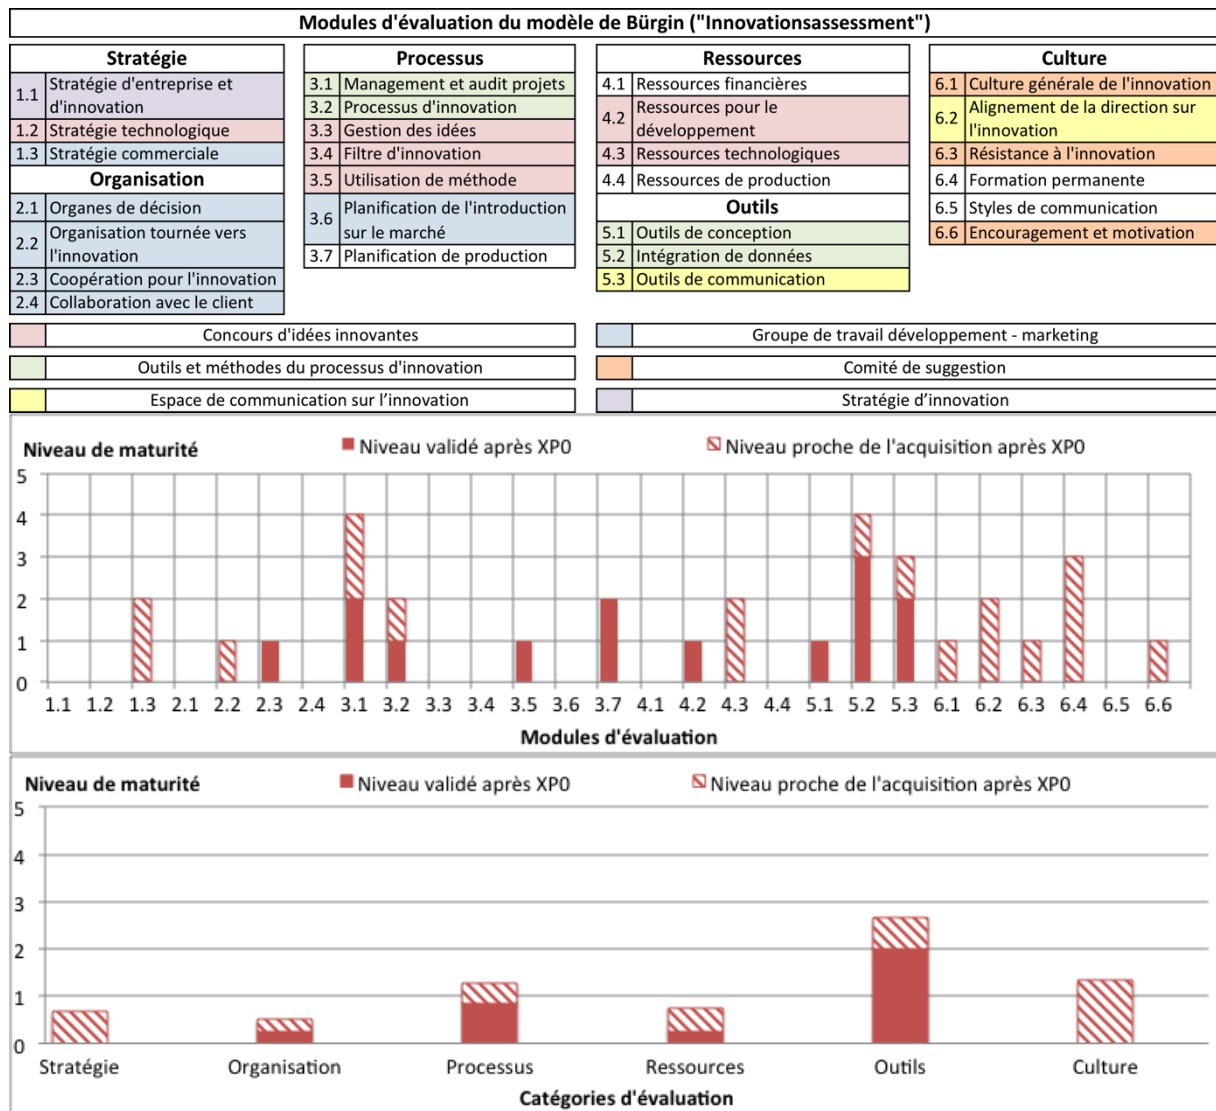 Modules d'évaluation du modèle de Bürgin ("Innovationsassessment")
Stratégie
1.1 Stratégie d'entreprise et
d'innovation
1.2 Stratégie technologique
1.3 Stratégie commerciale
Organisation
2.1 Organes de décision
2.2 Organisation tournée vers
l'innovation
2.3 Coopération pour l'innovation
2.4 Collaboration avec le client
Processus
3.1 Management et audit projets
3.2 Processus d'innovation
3.3 Gestion des idées
3.4 Filtre d'innovation
3.5 Utilisation de méthode
3.6 Planification de l'introduction
sur le marché
3.7 Planification de production
Ressources
4.1 Ressources financières
4.2 Ressources pour le
développement
4.3 Ressources technologiques
4.4 Ressources de production
Outils
5.1 Outils de conception
5.2 Intégration de données
5.3 Outils de communication
Culture
6.1 Culture générale de l'innovation
6.2 Alignement de la direction sur
l'innovation
6.3 Résistance à l'innovation
6.4 Formation permanente
6.5 Styles de communication
6.6 Encouragement et motivation
Concours d'idées innovantes
Groupe de travail développement - marketing
Outils et méthodes du processus d'innovation
Comité de suggestion
Espace de communication sur l’innovation
Stratégie d’innovation
Niveau de maturité
Niveau validé après XP0
Niveau proche de l'acquisition après XP0
5
4
3
2
1
0
1.1 1.2 1.3 2.1 2.2 2.3 2.4 3.1 3.2 3.3 3.4 3.5 3.6 3.7 4.1 4.2 4.3 4.4 5.1 5.2 5.3 6.1 6.2 6.3 6.4 6.5 6.6
Modules d'évaluation
Niveau de maturité
Niveau validé après XP0
Niveau proche de l'acquisition après XP0
5
4
3
2
1
0
Stratégie Organisation Processus Ressources Outils Culture
Catégories d'évaluation